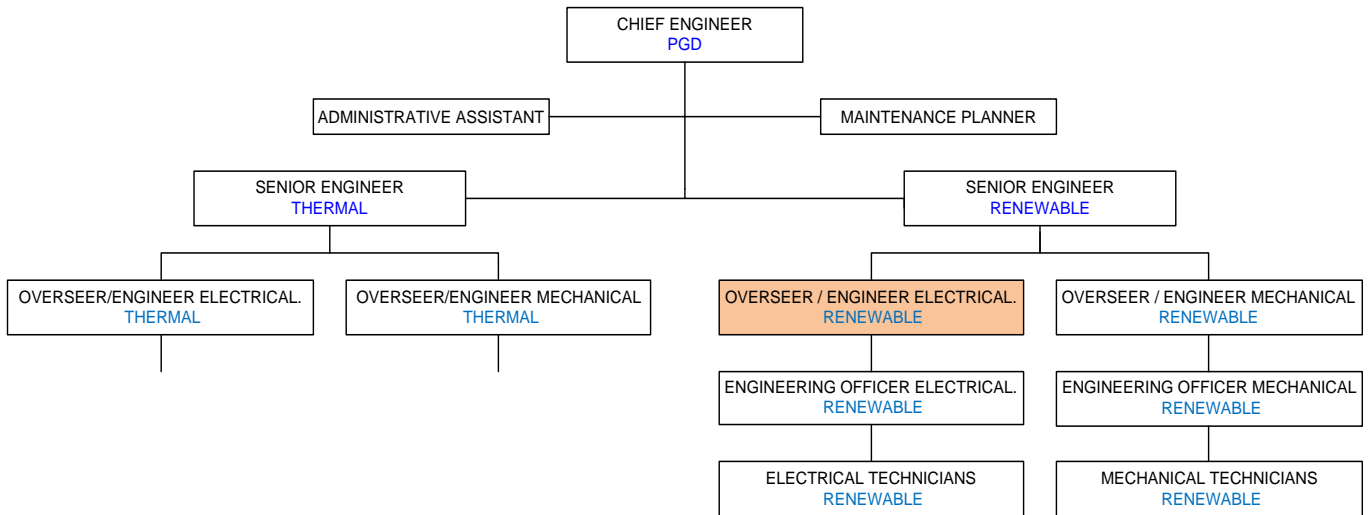 CHIEF ENGINEER
PGD
ADMINISTRATIVE ASSISTANT
MAINTENANCE PLANNER
SENIOR ENGINEER
THERMAL
SENIOR ENGINEER
RENEWABLE
OVERSEER/ENGINEER ELECTRICAL.
THERMAL
OVERSEER/ENGINEER MECHANICAL
THERMAL
OVERSEER / ENGINEER ELECTRICAL.
RENEWABLE
OVERSEER / ENGINEER MECHANICAL
RENEWABLE
ENGINEERING OFFICER ELECTRICAL.
RENEWABLE
ENGINEERING OFFICER MECHANICAL
RENEWABLE
ELECTRICAL TECHNICIANS
RENEWABLE
MECHANICAL TECHNICIANS
RENEWABLE